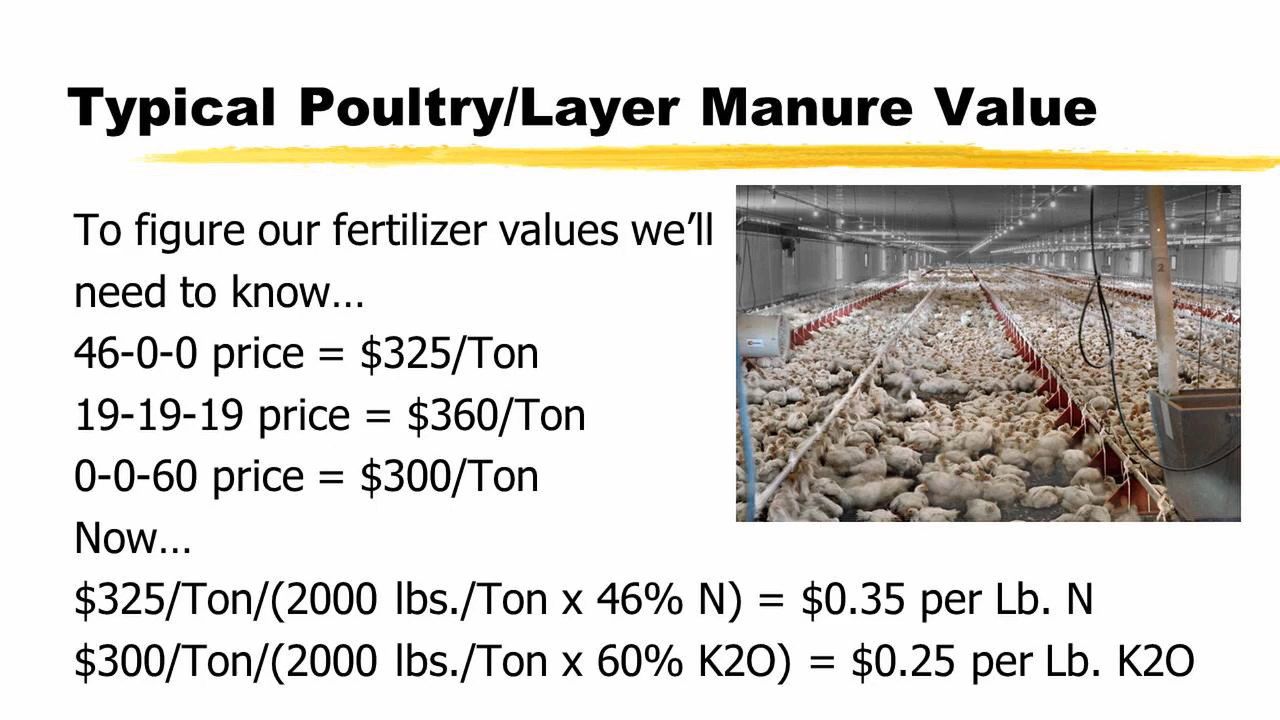 Typical Poultry/Layer Manure Value
To figure our fertilizer values we’ll
need to know…
46-0-0 price = $325/Ton
19-19-19 price = $360/Ton
0-0-60 price = $300/Ton
Now…
$325/Ton/(2000 lbs./Ton x 46% N) = $0.35 per Lb. N
$300/Ton/(2000 lbs./Ton x 60% K2O) = $0.25 per Lb. K2O
2